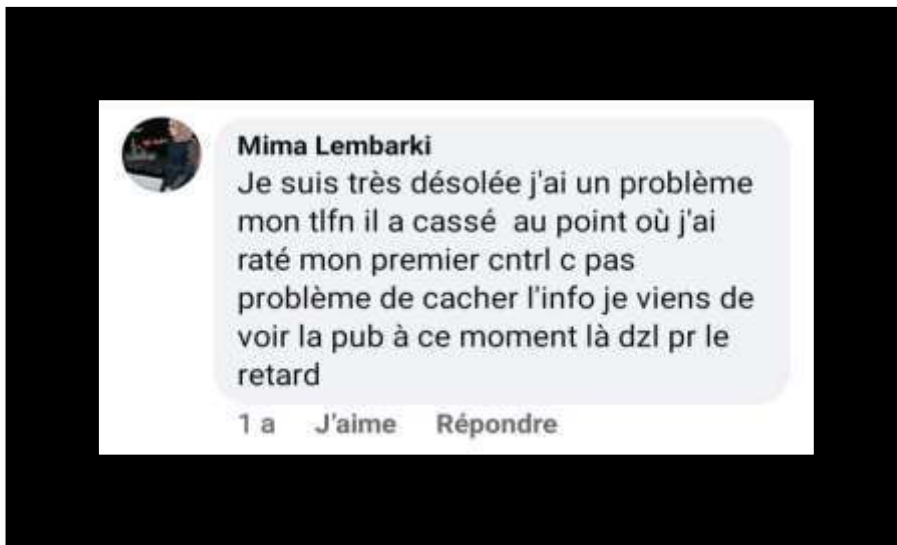 Mima Lembarki
Je suis très désolée j'ai un problème
mon tlfn il a cassé au point où j'ai
raté mon premier cntrl c pas
problème de cacher l'info je viens de
voir la pub à ce moment là dzl pr le
retard
1 a J'aime Répondre